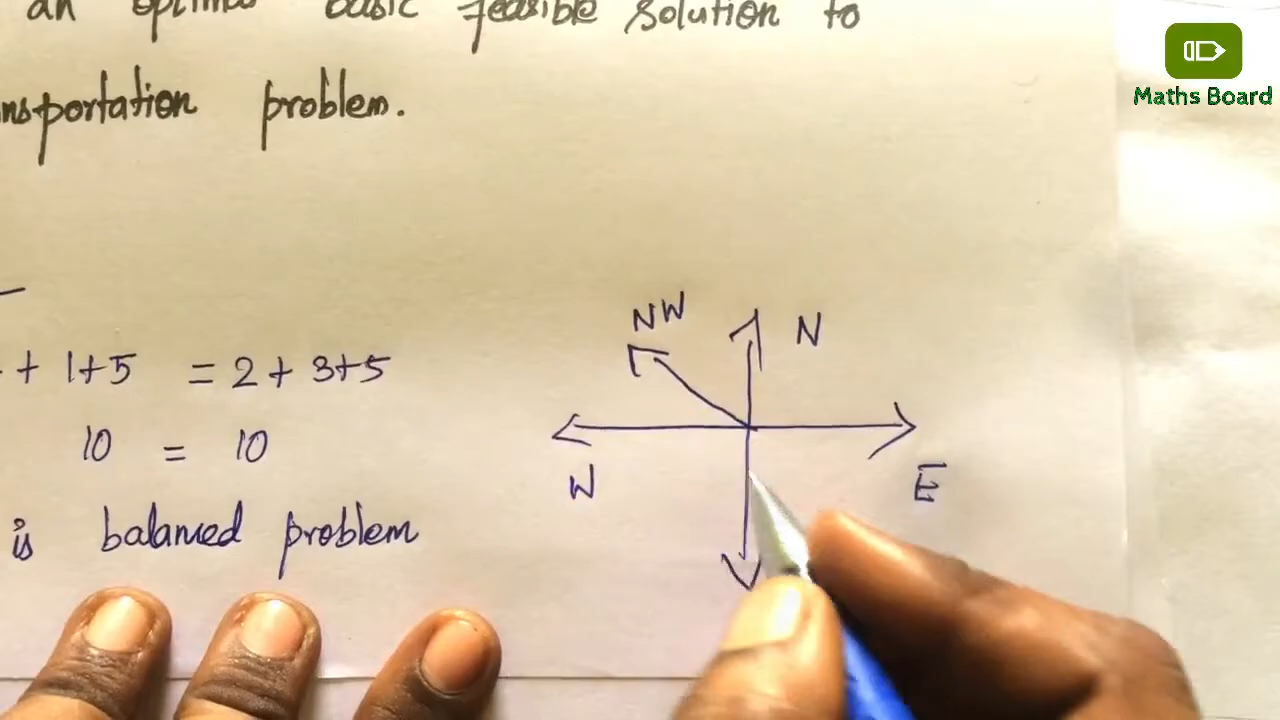 an optimal basic feasible solution to
nsportation problem.
+ 1+5 = 2 + 3+5
10 = 10
is balanced problem
NW
N
W
E
Maths Board